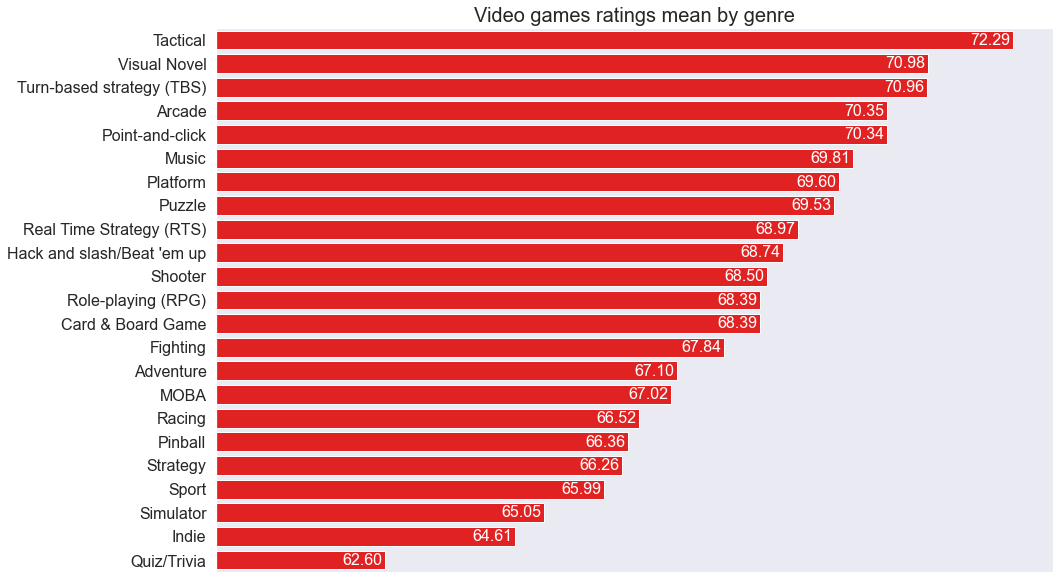 Video games ratings mean by genre
Tactical 72.29
Visual Novel 70.98
Turn-based strategy (TBS) 70.96
Arcade 70.35
Point-and-click 70.34
Music 69.81
Platform 69.60
Puzzle 69.53
Real Time Strategy (RTS) 68.97
Hack and slash/Beat 'em up 68.74
Shooter 68.50
Role-playing (RPG) 68.39
Card & Board Game 68.39
Fighting 67.84
Adventure 67.10
MOBA 67.02
Racing 66.52
Pinball 66.36
Strategy 66.26
Sport 65.99
Simulator 65.05
Indie 64.61
Quiz/Trivia 62.60